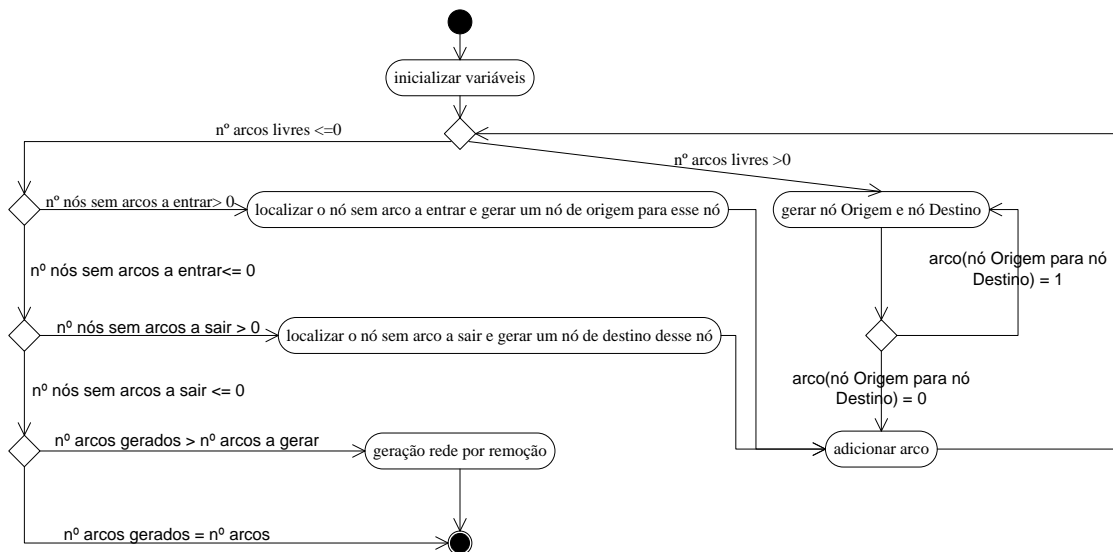 inicializar variáveis
nº arcos livres <=0
nº arcos livres >0
nº nós sem arcos a entrar> 0
localizar o nó sem arco a entrar e gerar um nó de origem para esse nó
gerar nó Origem e nó Destino
arco(nó Origem para nó
Destino) = 1
nº nós sem arcos a entrar<= 0
nº nós sem arcos a sair > 0
localizar o nó sem arco a sair e gerar um nó de destino desse nó
arco(nó Origem para nó
Destino) = 0
nº nós sem arcos a sair <= 0
nº arcos gerados > nº arcos a gerar
geração rede por remoção
adicionar arco
nº arcos gerados = nº arcos